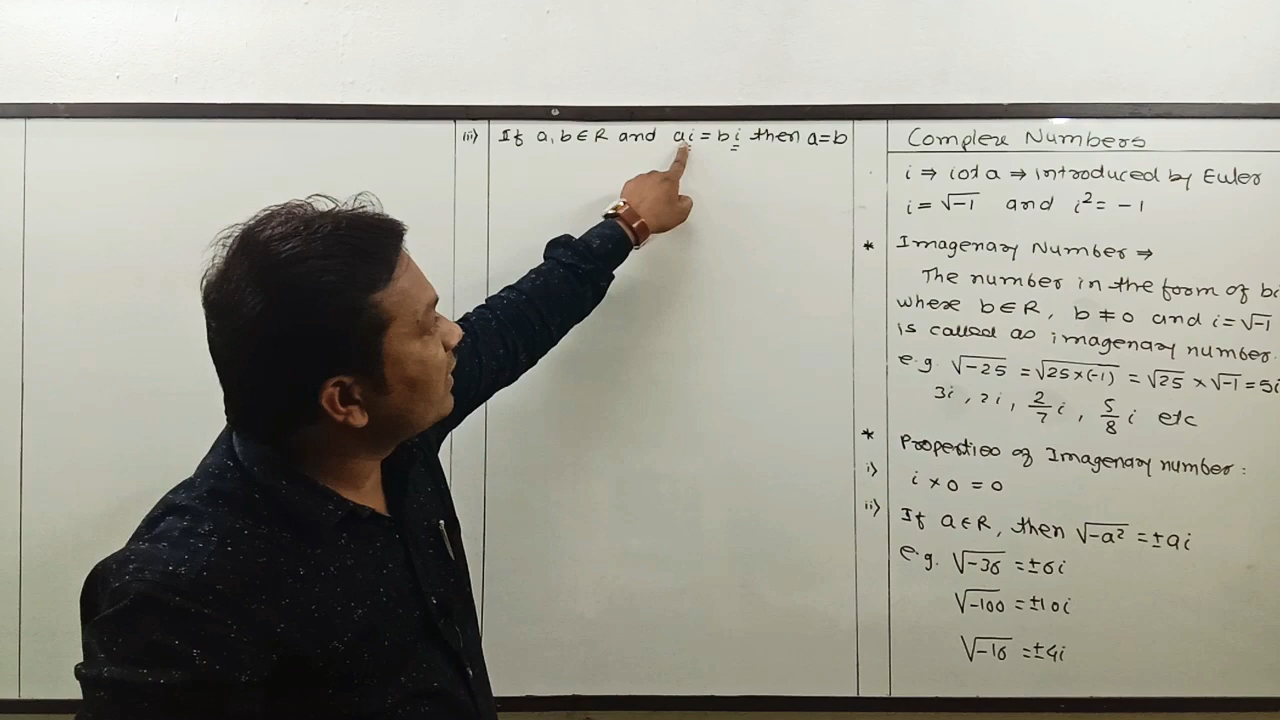 iii) If a, b ∈ R and ai = bi then a=b
Complex Numbers
i ⇒ iota ⇒ introduced by Euler
i = √-1 and i² = -1
* Imagenary Number ⇒
The number in the form of bi
where b∈R, b ≠ 0 and i = √-1
is called as imagenary number.
e.g. √-25 = √25×(-1) = √25 × √-1 = 5i
3i, 2i, 2/7 i, 5/8 i etc
* Properties of Imagenary number:
i) i × 0 = 0
ii) If a∈R, then √-a² = ±ai
e.g. √-36 = ±6i
√-100 = ±10i
√-16 = ±4i